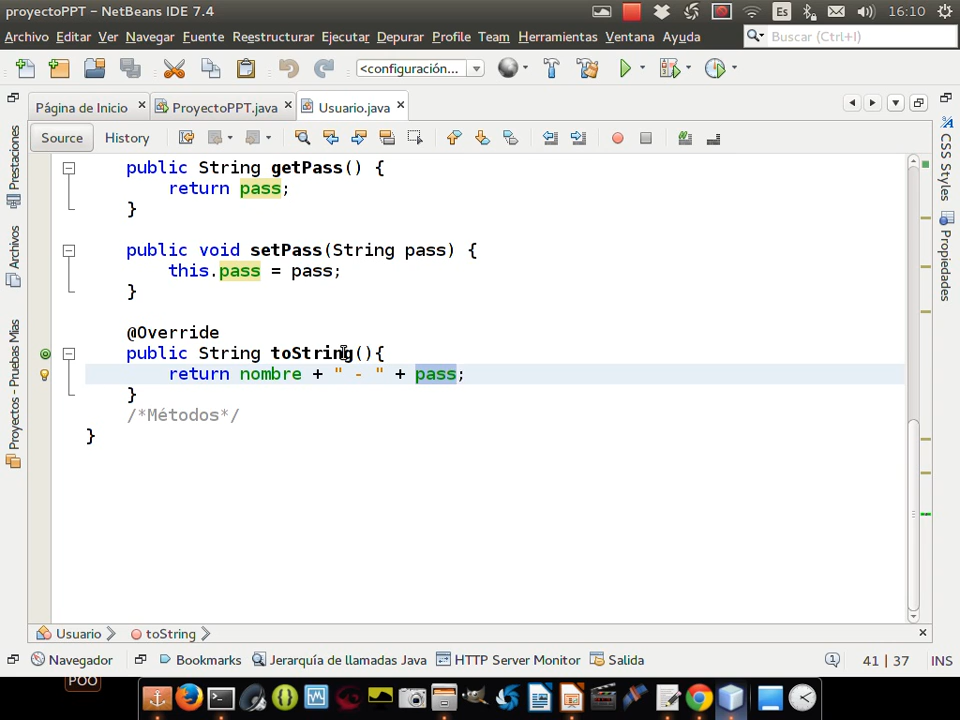 proyectoPPT - NetBeans IDE 7.4
Es
16:10
Archivo Editar Ver Navegar Fuente Reestructurar Ejecutar Depurar Profile Team Herramientas Ventana Ayuda
Buscar (Ctrl+I)
<configuración...
Página de Inicio
ProyectoPPT.java
Usuario.java
Source
History
public String getPass() {
return pass;
}
public void setPass(String pass) {
this.pass = pass;
}
@Override
public String toString(){
return nombre + " - " + pass;
}
/*Métodos*/
}
Prestaciones
Archivos
Proyectos - Pruebas Mias
CSS Styles
Propiedades
Usuario
toString
Navegador
Bookmarks
Jerarquía de llamadas Java
HTTP Server Monitor
Salida
41 | 37
INS
POO